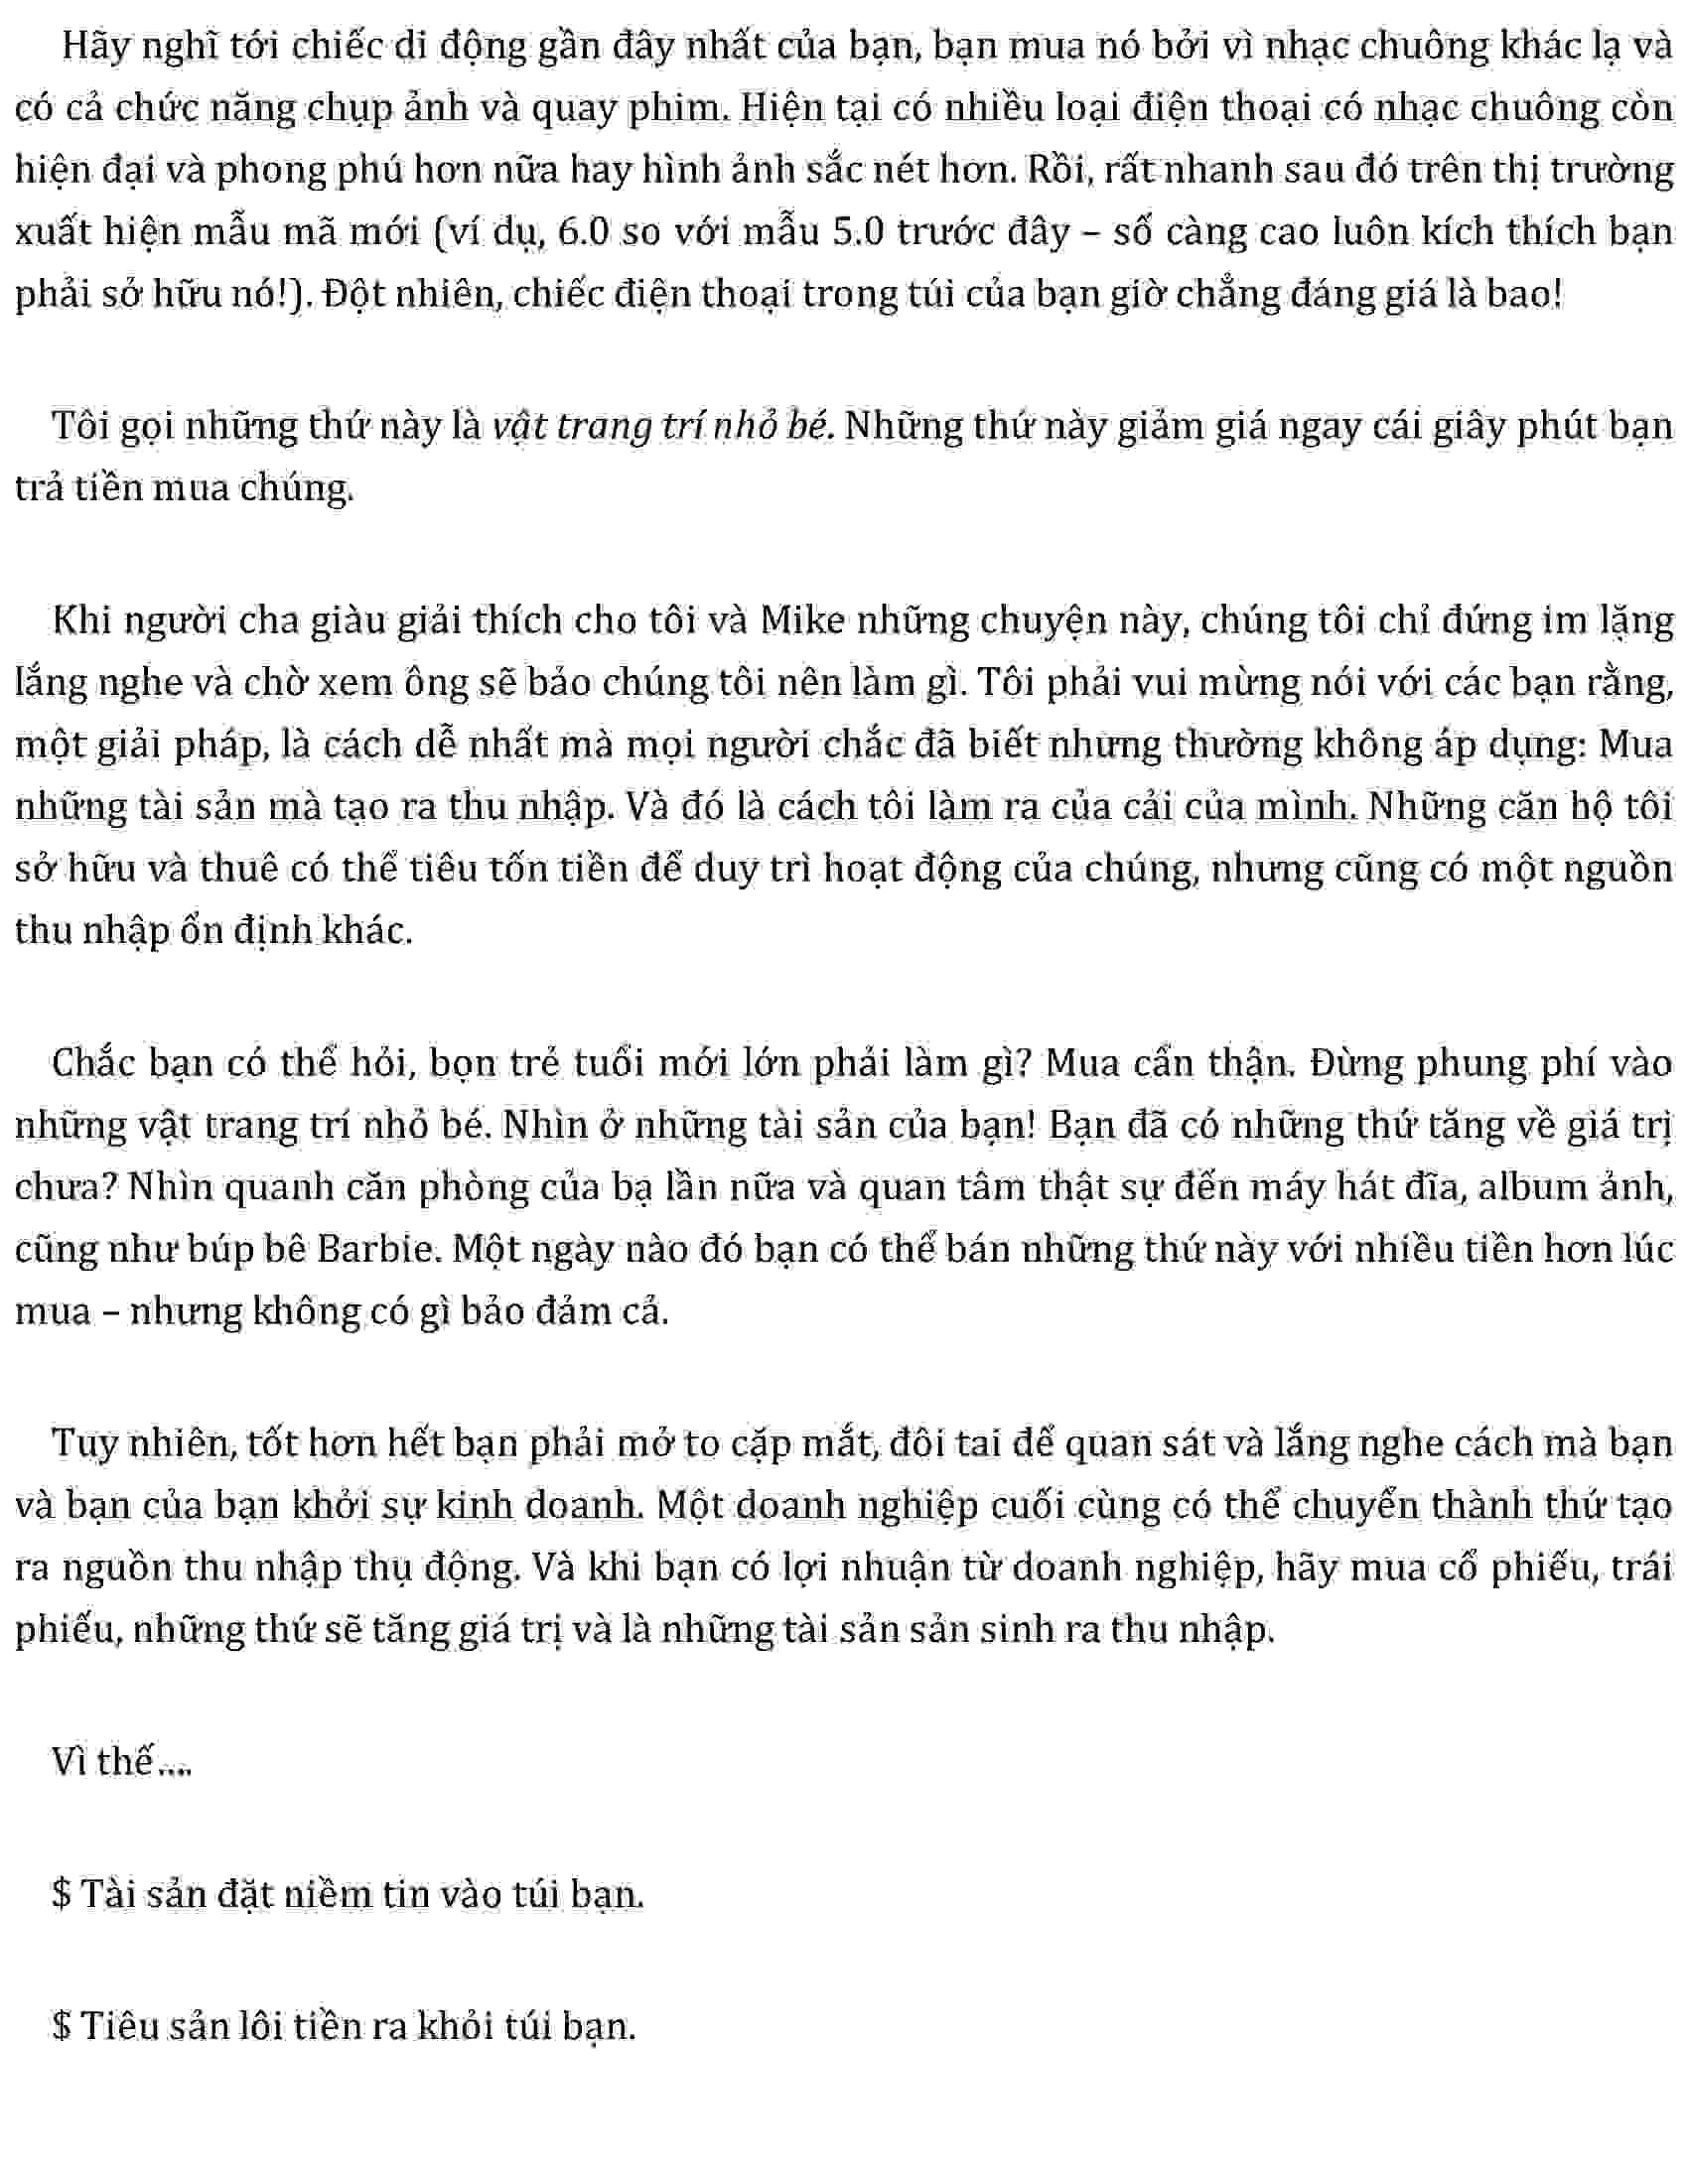 Hãy nghĩ tới chiếc di động gần đây nhất của bạn, bạn mua nó bởi vì nhạc chuông khác lạ và
có cả chức năng chụp ảnh và quay phim. Hiện tại có nhiều loại điện thoại có nhạc chuông còn
hiện đại và phong phú hơn nữa hay hình ảnh sắc nét hơn. Rồi, rất nhanh sau đó trên thị trường
xuất hiện mẫu mã mới (ví dụ, 6.0 so với mẫu 5.0 trước đây – số càng cao luôn kích thích bạn
phải sở hữu nó!). Đột nhiên, chiếc điện thoại trong túi của bạn giờ chẳng đáng giá là bao!
Tôi gọi những thứ này là vật trang trí nhỏ bé. Những thứ này giảm giá ngay cái giây phút bạn
trả tiền mua chúng.
Khi người cha giàu giải thích cho tôi và Mike những chuyện này, chúng tôi chỉ đứng im lặng
lắng nghe và chờ xem ông sẽ bảo chúng tôi nên làm gì. Tôi phải vui mừng nói với các bạn rằng,
một giải pháp, là cách dễ nhất mà mọi người chắc đã biết nhưng thường không áp dụng: Mua
những tài sản mà tạo ra thu nhập. Và đó là cách tôi làm ra của cải của mình. Những căn hộ tôi
sở hữu và thuê có thể tiêu tốn tiền để duy trì hoạt động của chúng, nhưng cũng có một nguồn
thu nhập ổn định khác.
Chắc bạn có thể hỏi, bọn trẻ tuổi mới lớn phải làm gì? Mua cẩn thận. Đừng phung phí vào
những vật trang trí nhỏ bé. Nhìn ở những tài sản của bạn! Bạn đã có những thứ tăng về giá trị
chưa? Nhìn quanh căn phòng của bạ lần nữa và quan tâm thật sự đến máy hát đĩa, album ảnh,
cũng như búp bê Barbie. Một ngày nào đó bạn có thể bán những thứ này với nhiều tiền hơn lúc
mua – nhưng không có gì bảo đảm cả.
Tuy nhiên, tốt hơn hết bạn phải mở to cặp mắt, đôi tai để quan sát và lắng nghe cách mà bạn
và bạn của bạn khởi sự kinh doanh. Một doanh nghiệp cuối cùng có thể chuyển thành thứ tạo
ra nguồn thu nhập thụ động. Và khi bạn có lợi nhuận từ doanh nghiệp, hãy mua cổ phiếu, trái
phiếu, những thứ sẽ tăng giá trị và là những tài sản sản sinh ra thu nhập.
Vì thế....
$ Tài sản đặt niềm tin vào túi bạn.
$ Tiêu sản lôi tiền ra khỏi túi bạn.